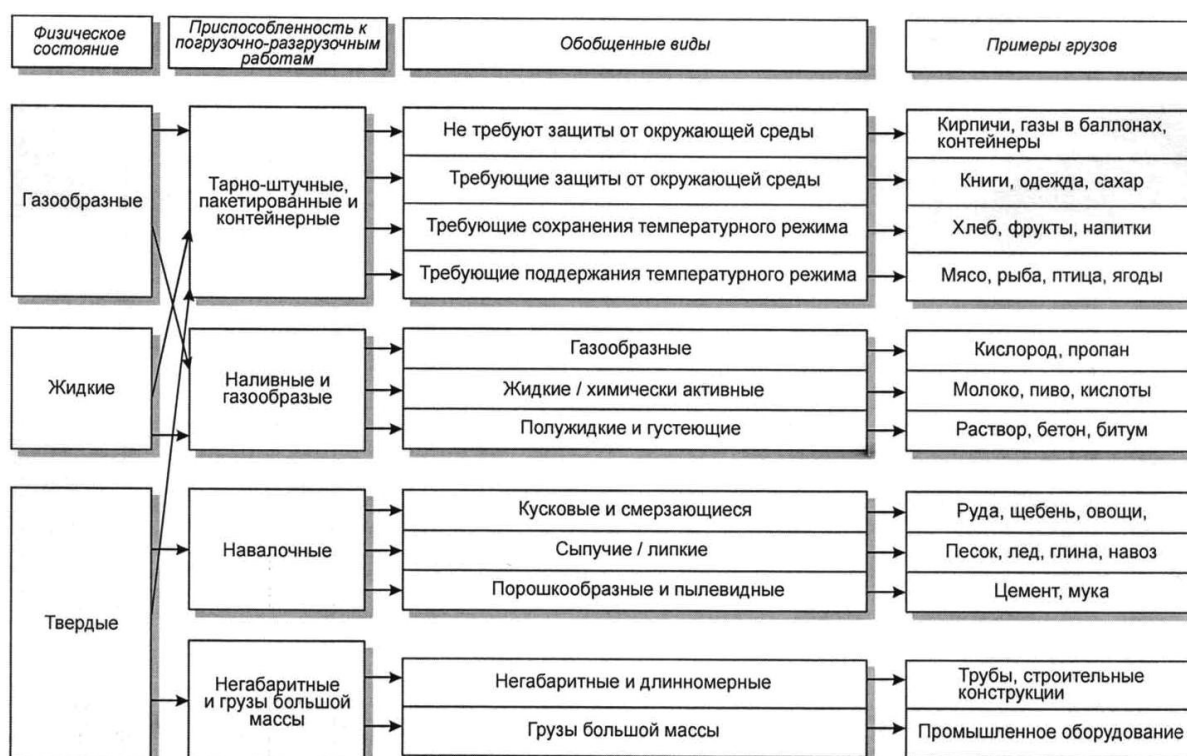 Физическое
состояние
Приспособленность к
погрузочно-разгрузочным
работам
Обобщенные виды
Примеры грузов
Газообразные
Тарно-штучные,
пакетированные и
контейнерные
Не требуют защиты от окружающей среды
Кирпичи, газы в баллонах,
контейнеры
Требующие защиты от окружающей среды
Книги, одежда, сахар
Требующие сохранения температурного режима
Хлеб, фрукты, напитки
Требующие поддержания температурного режима
Мясо, рыба, птица, ягоды
Жидкие
Наливные и
газообразые
Газообразные
Кислород, пропан
Жидкие / химически активные
Молоко, пиво, кислоты
Полужидкие и густеющие
Раствор, бетон, битум
Твердые
Навалочные
Кусковые и смерзающиеся
Руда, щебень, овощи,
Сыпучие / липкие
Песок, лед, глина, навоз
Порошкообразные и пылевидные
Цемент, мука
Негабаритные
и грузы большой
массы
Негабаритные и длинномерные
Трубы, строительные
конструкции
Грузы большой массы
Промышленное оборудование